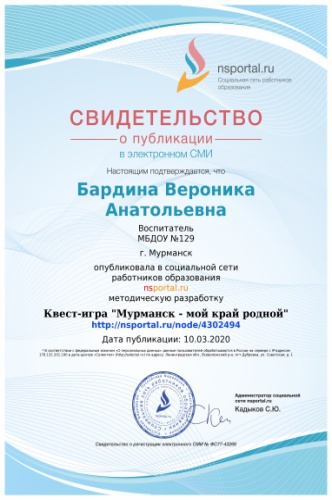 nsportal.ru
Социальная сеть работников
образования
СВИДЕТЕЛЬСТВО
о публикации
в электронном СМИ
Настоящим подтверждается, что
Бардина Вероника
Анатольевна
Воспитатель
МБДОУ №129
г. Мурманск
опубликовала в социальной сети
работников образования
nsportal.ru
методическую разработку
Квест-игра "Мурманск - мой край родной"
http://nsportal.ru/node/4302494
Дата публикации: 10.03.2020
Администратор социальной
сети nsportal.ru
Кадыков С.Ю.
Свидетельство о регистрации электронного СМИ № ФС77-43268